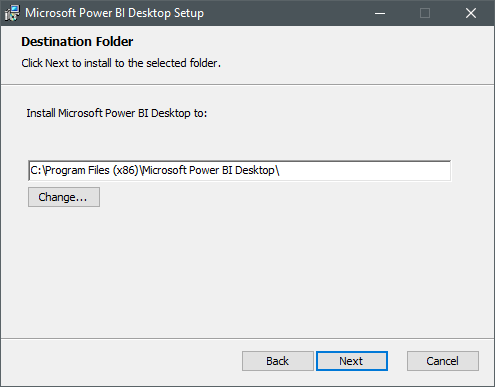 Microsoft Power BI Desktop Setup
Destination Folder
Click Next to install to the selected folder.
Install Microsoft Power BI Desktop to:
C:\Program Files (x86)\Microsoft Power BI Desktop\
Change...
Back Next Cancel